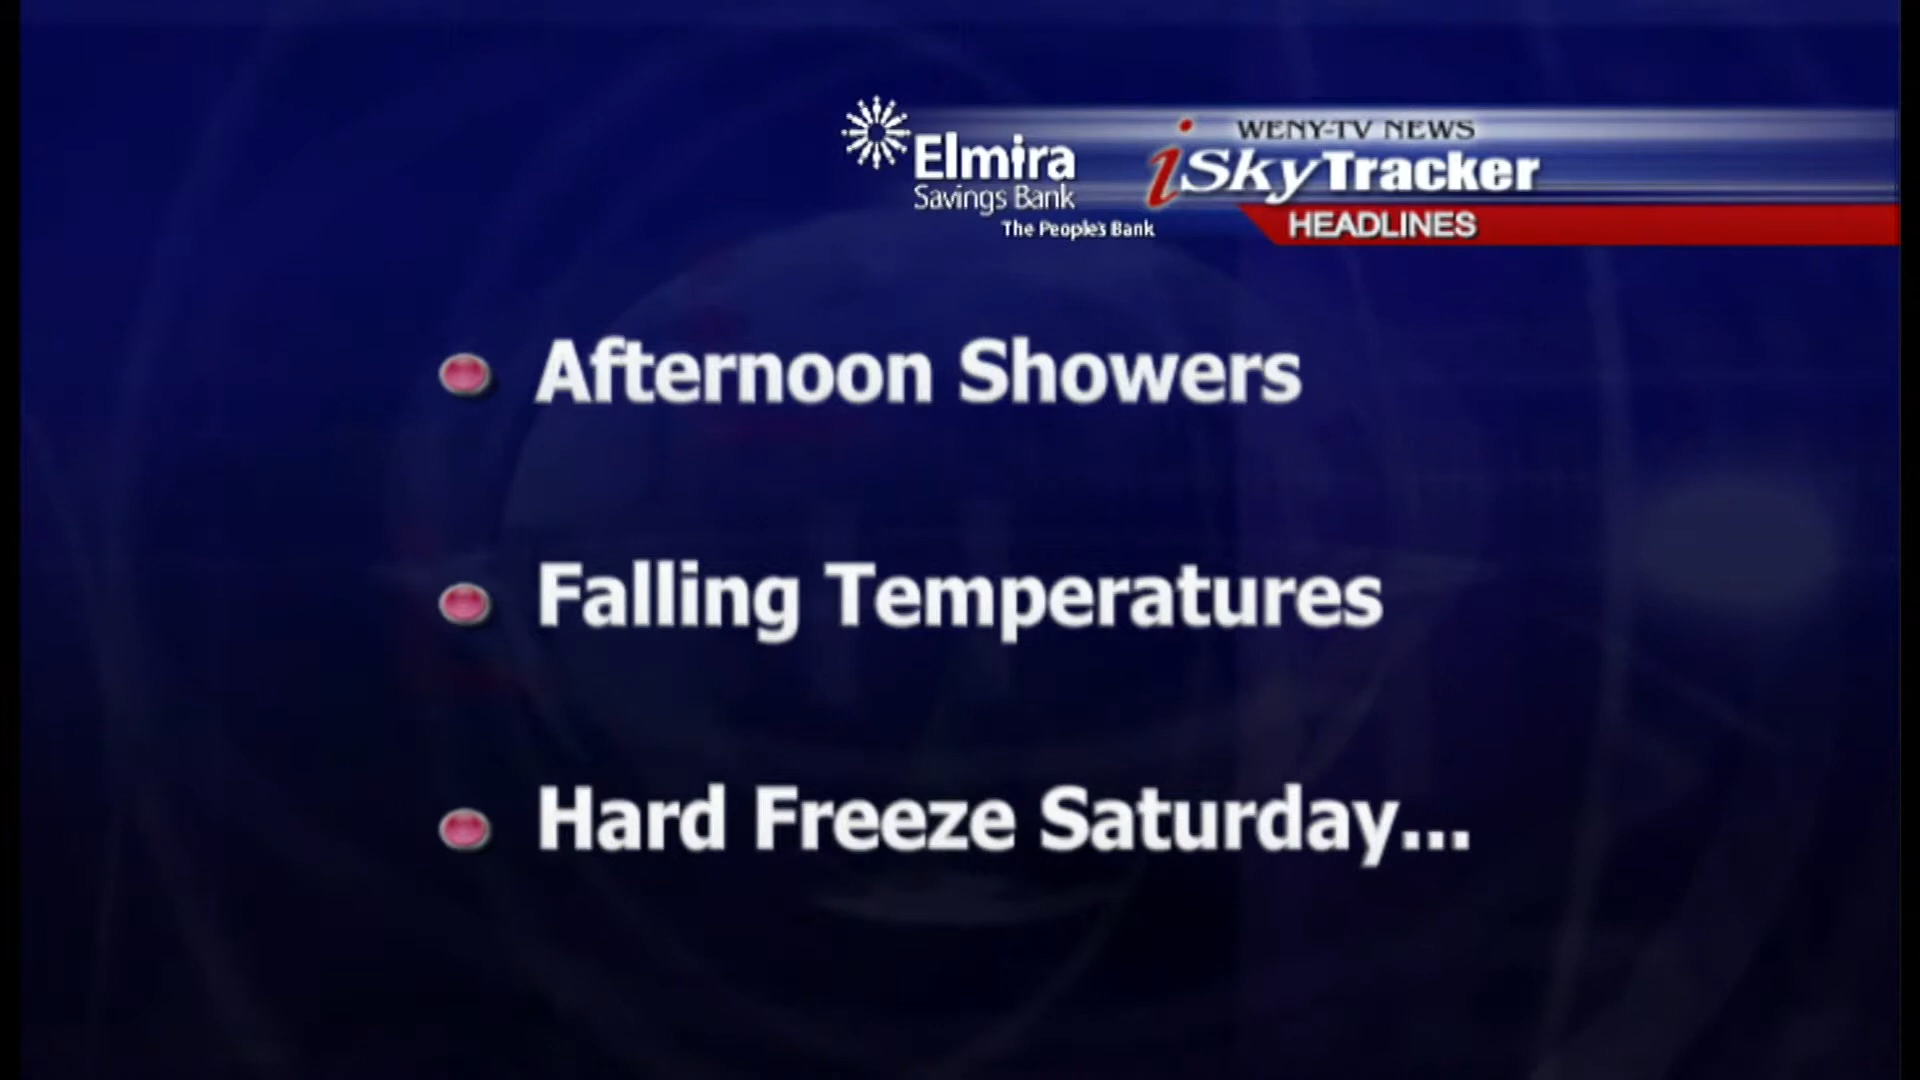 Elmira
Savings Bank
The People's Bank
WENY-TV NEWS
iSkyTracker
HEADLINES
Afternoon Showers
Falling Temperatures
Hard Freeze Saturday...